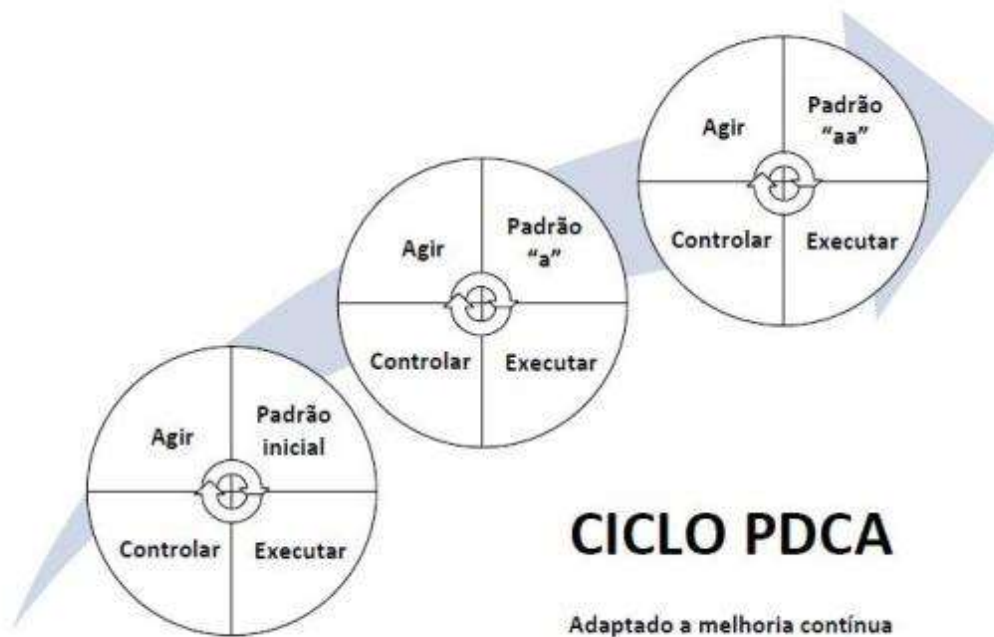 Agir
Padrão
“aa”
Controlar
Executar
Agir
Padrão
“a”
Controlar
Executar
Agir
Padrão
inicial
Controlar
Executar
CICLO PDCA
Adaptado a melhoria contínua